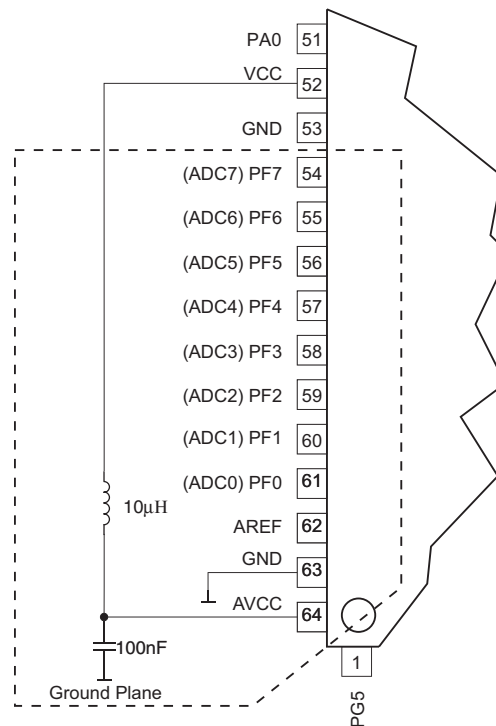 PA0 51
VCC 52
GND 53
(ADC7) PF7 54
(ADC6) PF6 55
(ADC5) PF5 56
(ADC4) PF4 57
(ADC3) PF3 58
(ADC2) PF2 59
(ADC1) PF1 60
(ADC0) PF0 61
10μH
AREF 62
GND 63
AVCC 64
100nF
1
Ground Plane
PG5